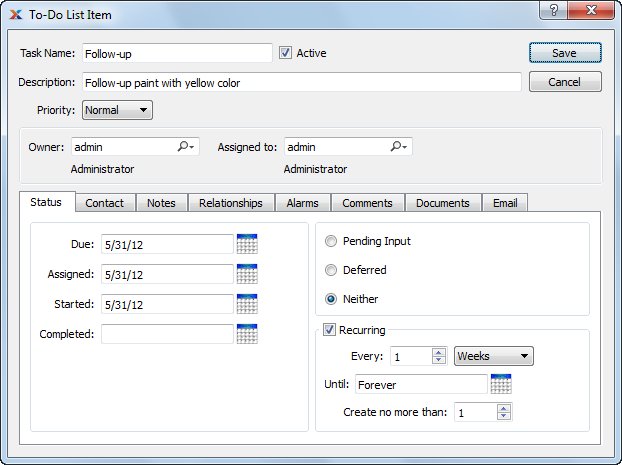 To-Do List Item
Task Name: Follow-up Active Save
Description: Follow-up paint with yellow color Cancel
Priority: Normal
Owner: admin Assigned to: admin
Administrator Administrator
Status Contact Notes Relationships Alarms Comments Documents Email
Due: 5/31/12
Assigned: 5/31/12
Started: 5/31/12
Completed:
Pending Input
Deferred
Neither
Recurring
Every: 1 Weeks
Until: Forever
Create no more than: 1